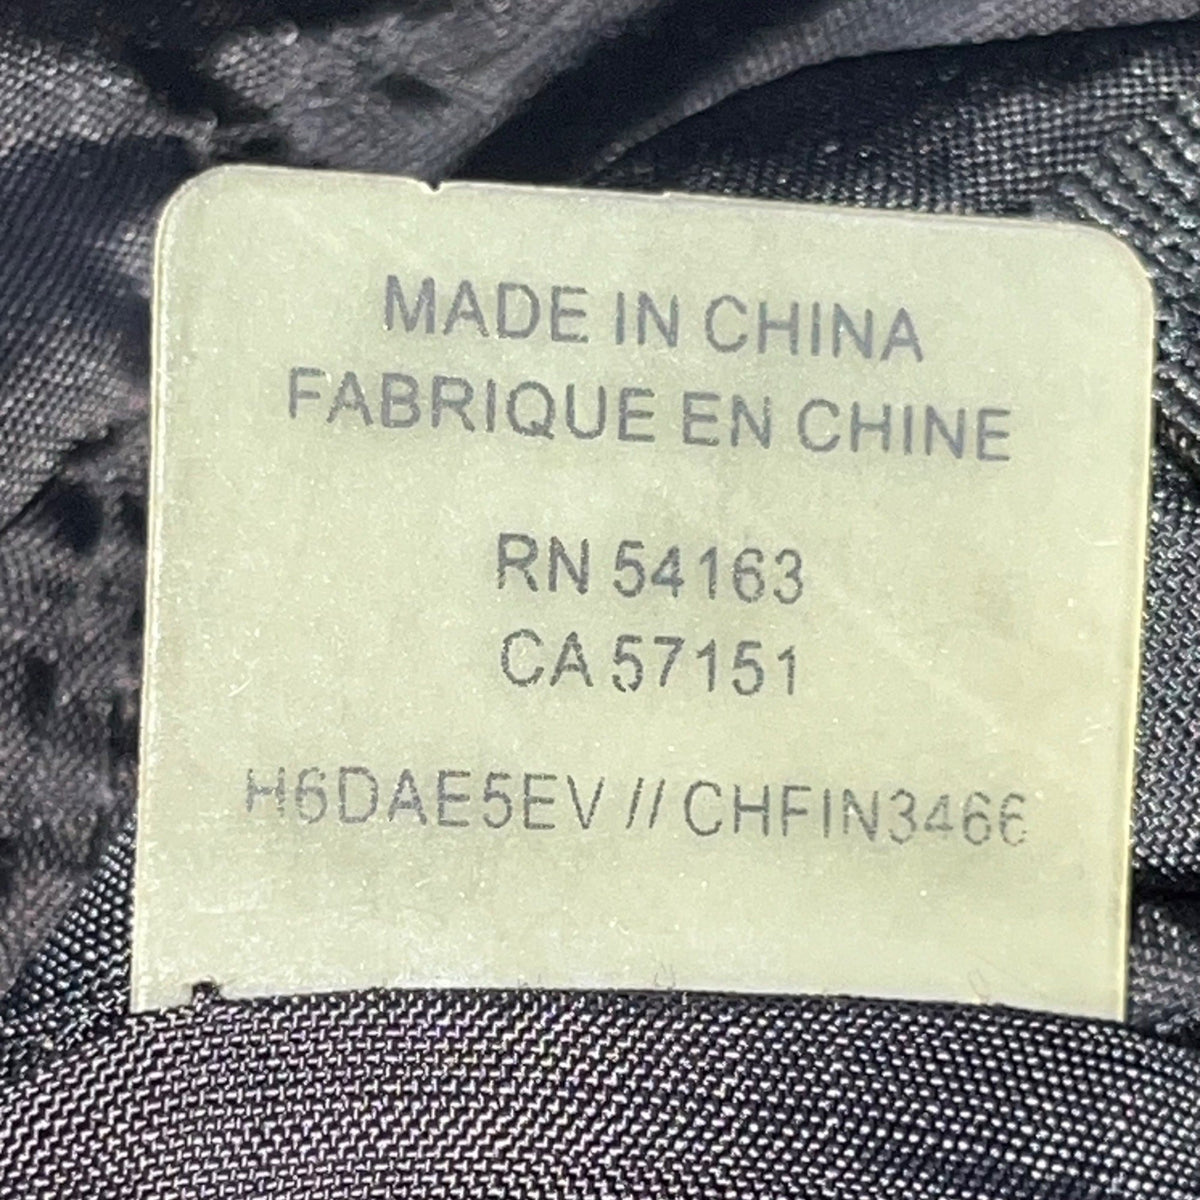 MADE IN CHINA
FABRIQUE EN CHINE
RN 54163
CA 57151
H6DAE5EV // CHFIN3466